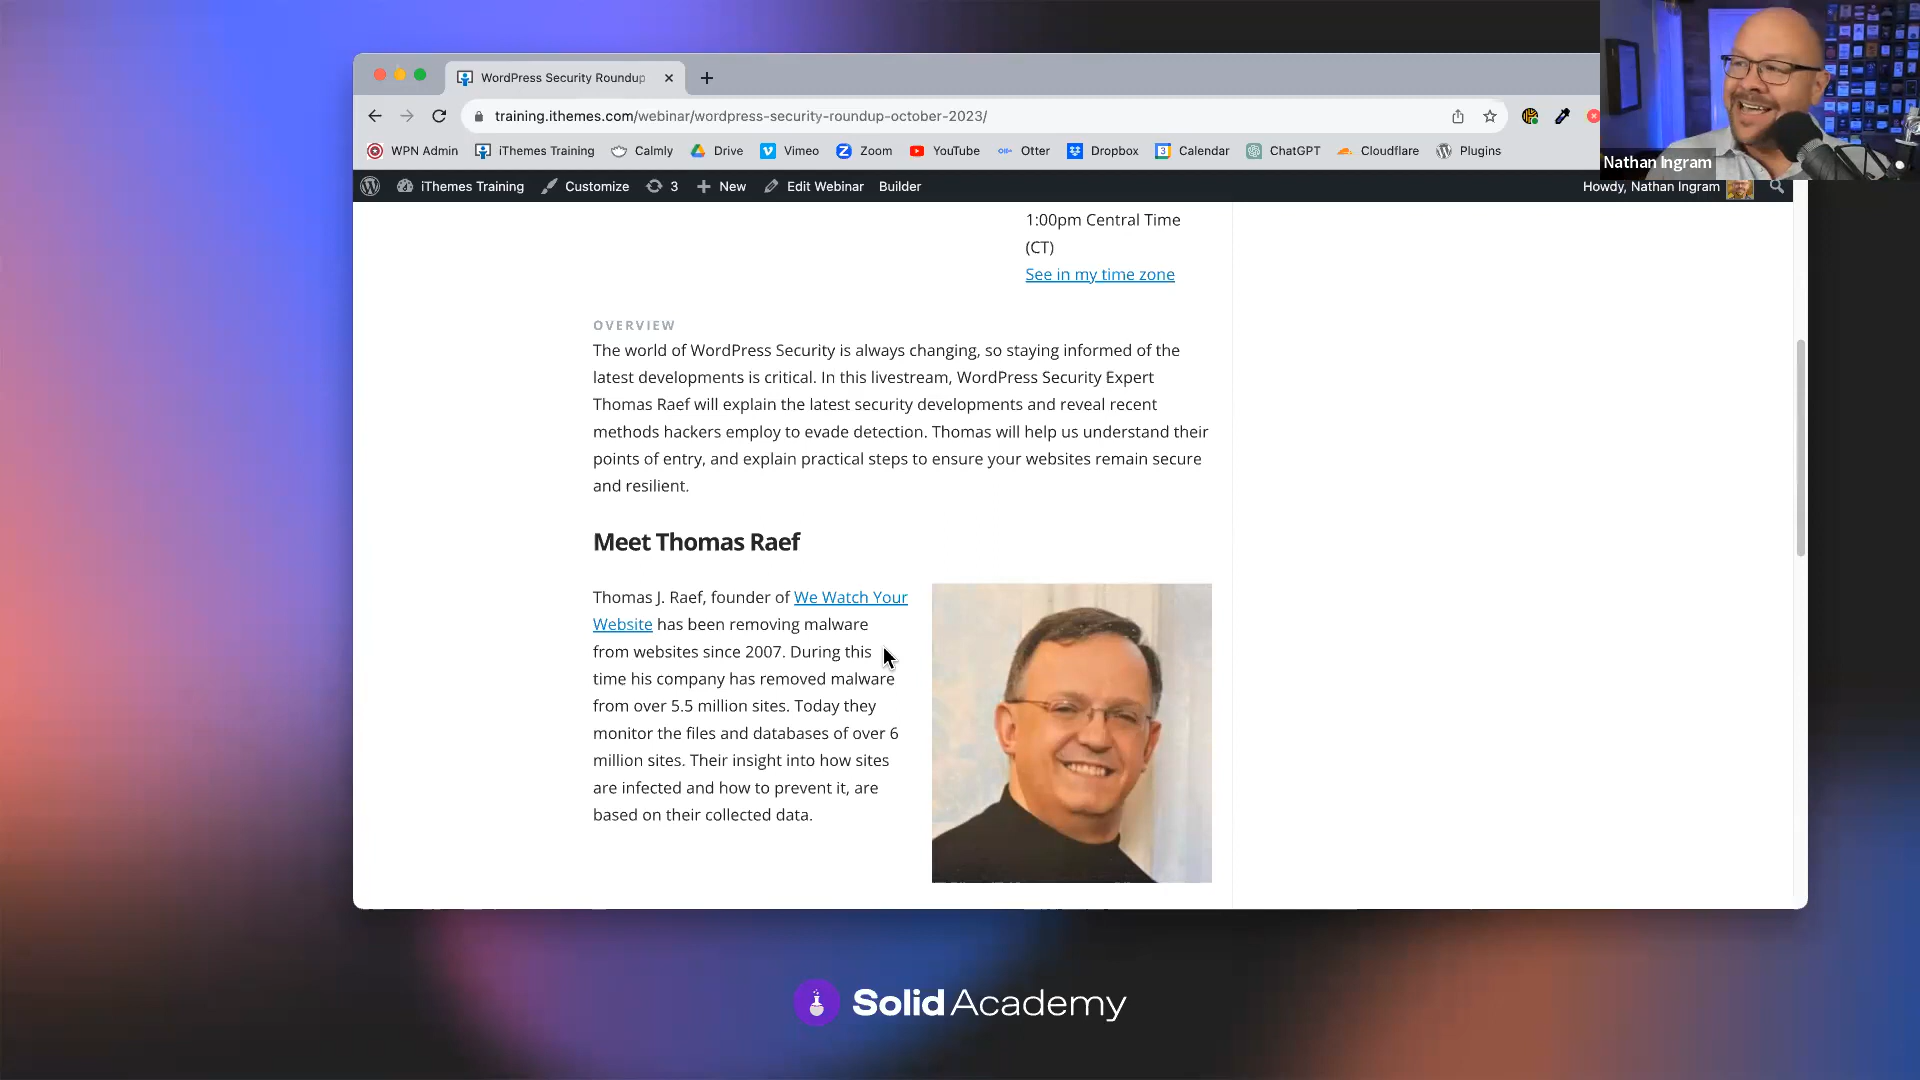 WordPress Security Roundup
training.ithemes.com/webinar/wordpress-security-roundup-october-2023/
WPN Admin iThemes Training Calmly Drive Vimeo Zoom YouTube Otter Dropbox Calendar ChatGPT Cloudflare Plugins
Nathan Ingram
iThemes Training Customize 3 New Edit Webinar Builder Howdy, Nathan Ingram
1:00pm Central Time
(CT)
See in my time zone
OVERVIEW
The world of WordPress Security is always changing, so staying informed of the
latest developments is critical. In this livestream, WordPress Security Expert
Thomas Raef will explain the latest security developments and reveal recent
methods hackers employ to evade detection. Thomas will help us understand their
points of entry, and explain practical steps to ensure your websites remain secure
and resilient.
Meet Thomas Raef
Thomas J. Raef, founder of We Watch Your
Website has been removing malware
from websites since 2007. During this
time his company has removed malware
from over 5.5 million sites. Today they
monitor the files and databases of over 6
million sites. Their insight into how sites
are infected and how to prevent it, are
based on their collected data.
Solid Academy